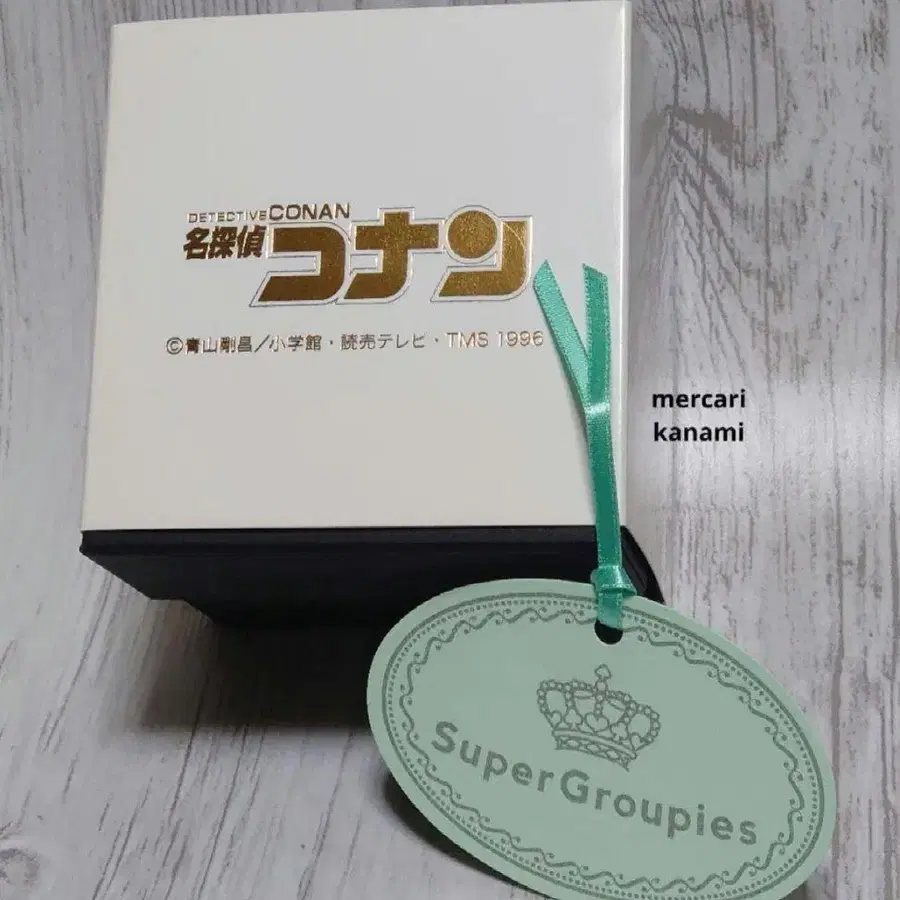 DETECTIVE CONAN
名探偵コナン
©青山剛昌/小学館・読売テレビ・TMS 1996
mercari
kanami
SuperGroupies